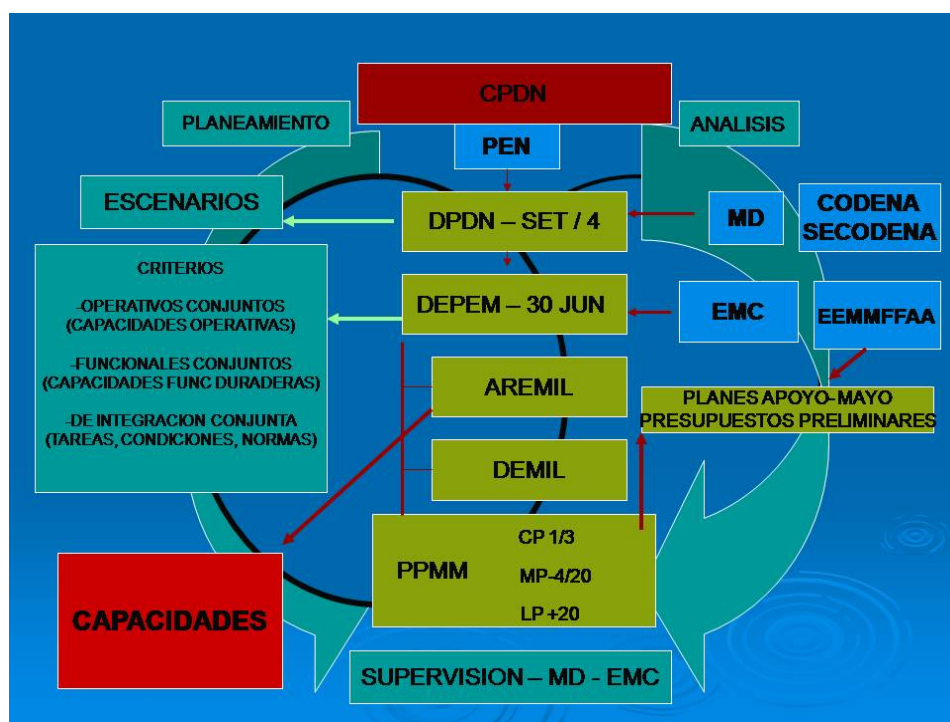 CPDN
PLANEAMIENTO
ANALISIS
PEN
ESCENARIOS
DPDN – SET / 4
MD
CODENA
SECODENA
CRITERIOS
-OPERATIVOS CONJUNTOS
(CAPACIDADES OPERATIVAS)
-FUNCIONALES CONJUNTOS
(CAPACIDADES FUNC DURADERAS)
-DE INTEGRACION CONJUNTA
(TAREAS, CONDICIONES, NORMAS)
DEPEM – 30 JUN
EMC
EEMMFFAA
AREMIL
PLANES APOYO-MAYO
PRESUPUESTOS PRELIMINARES
DEMIL
PPMM
CP 1/3
MP-4/20
LP +20
CAPACIDADES
SUPERVISION – MD - EMC